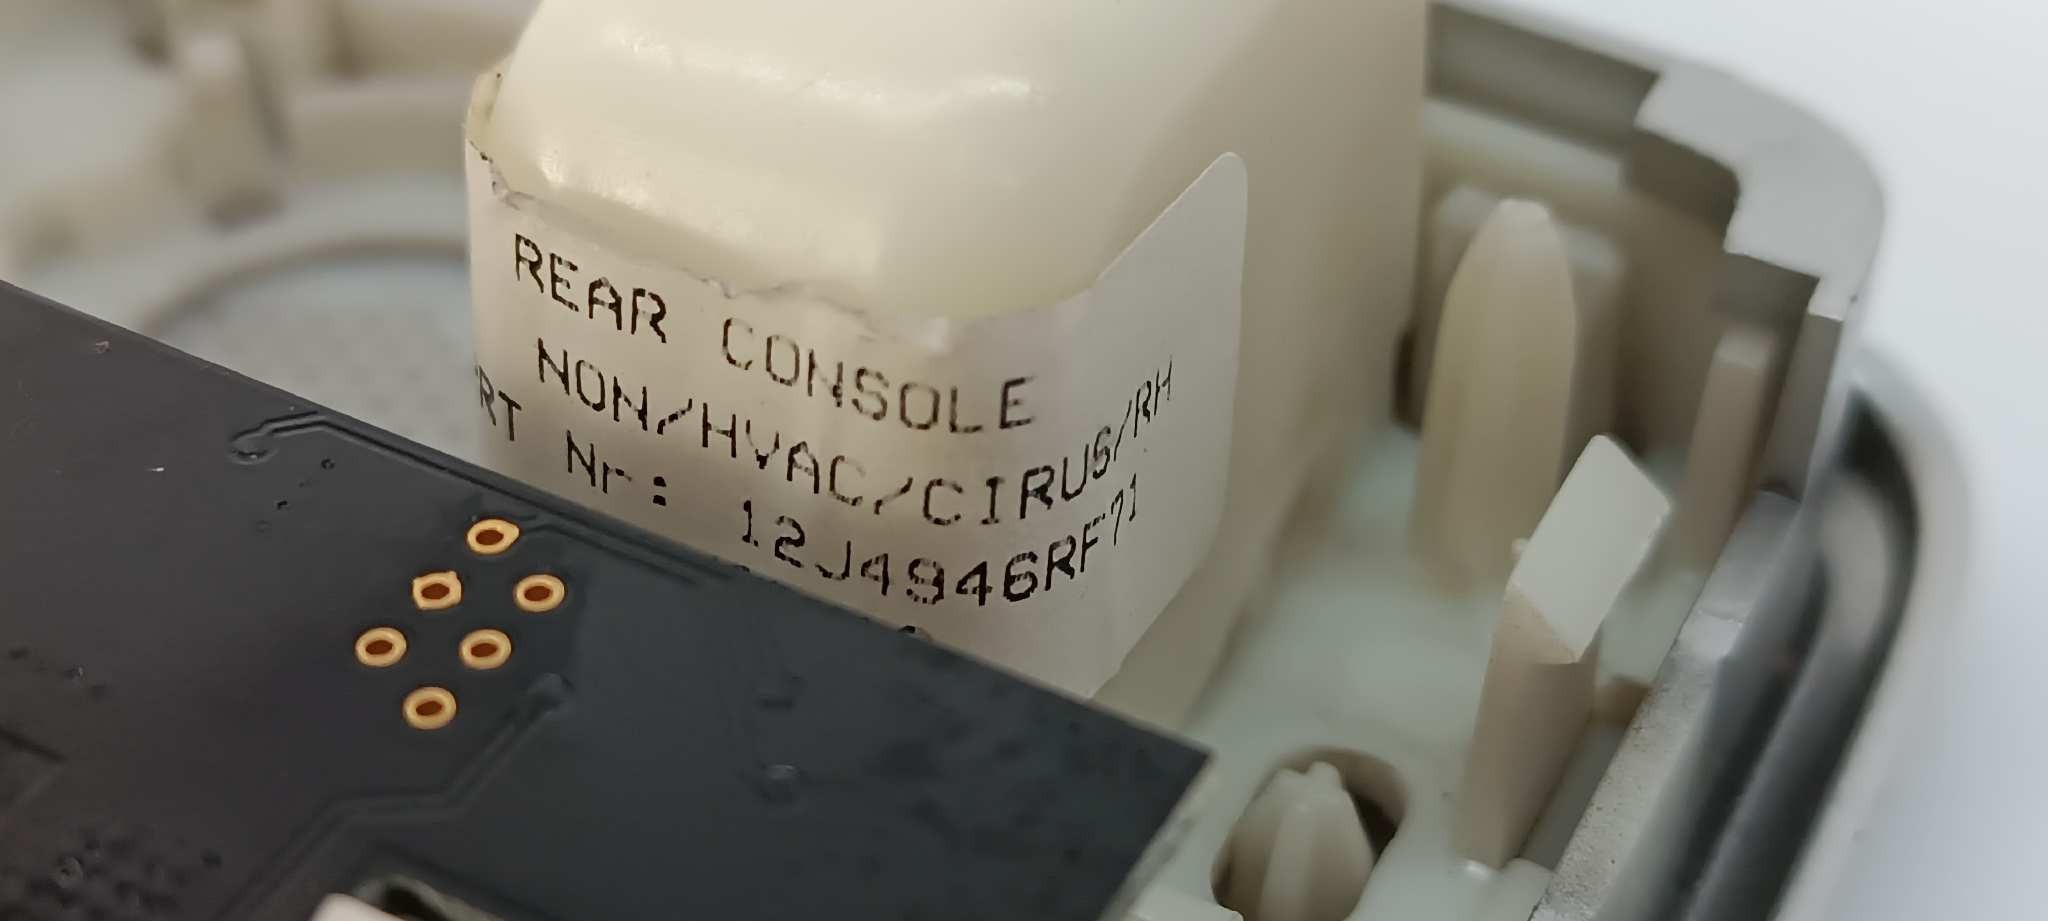 REAR CONSOLE
NON/HVAC/CIRUS/RH
RT Nr: 12J4946RF71